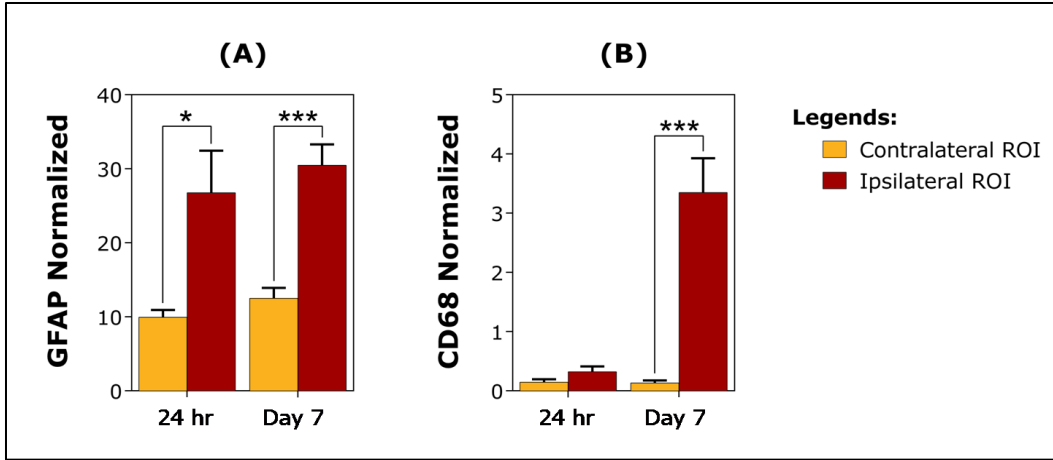 (A)
GFAP Normalized
40
30
20
10
0
*
***
24 hr
Day 7
(B)
CD68 Normalized
5
4
3
2
1
0
***
24 hr
Day 7
Legends:
Contralateral ROI
Ipsilateral ROI